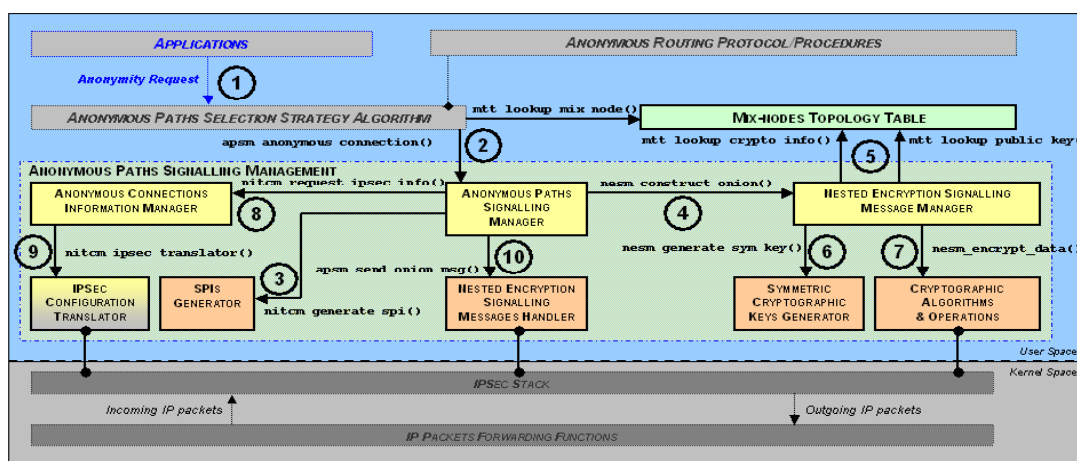 APPLICATIONS
ANONYMOUS ROUTING PROTOCOL/PROCEDURES
Anonymity Request
1
ANONYMOUS PATHS SELECTION STRATEGY ALGORITHM
mtt lookup mix node()
MIX-NODES TOPOLOGY TABLE
apsm anonymous connection()
2
mtt lookup crypto info()
mtt lookup public key(
5
ANONYMOUS PATHS SIGNALLING MANAGEMENT
nitcm request ipsec info()
nesm construct onion()
ANONYMOUS CONNECTIONS
INFORMATION MANAGER
8
ANONYMOUS PATHS
SIGNALLING
MANAGER
4
NESTED ENCRYPTION SIGNALLING
MESSAGE MANAGER
9
nitcm ipsec translator()
apsm send onion msg()
10
nesm generate sym key()
6
7
nesm_encrypt_data()
3
IPSEC
CONFIGURATION
TRANSLATOR
SPIS
GENERATOR
nitcm generate spi()
NESTED ENCRYPTION
SIGNALLING
MESSAGES HANDLER
SYMMETRIC
CRYPTOGRAPHIC
KEYS GENERATOR
CRYPTOGRAPHIC
ALGORITHMS
& OPERATIONS
User Space
Kernel Space
IPSEC STACK
Incoming IP packets
Outgoing IP packets
IP PACKETS FORWARDING FUNCTIONS